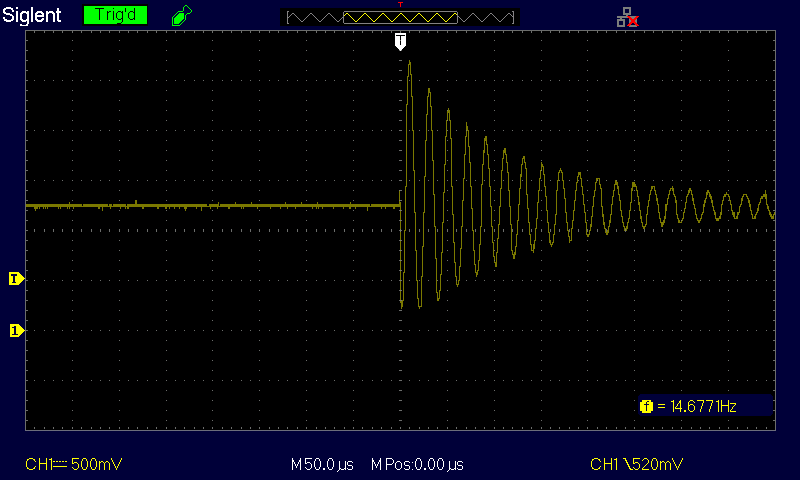 Siglent Trig'd
T
T
T
1
f = 14.6771Hz
CH1 500mV M 50.0µs M Pos:0.00µs CH1 520mV